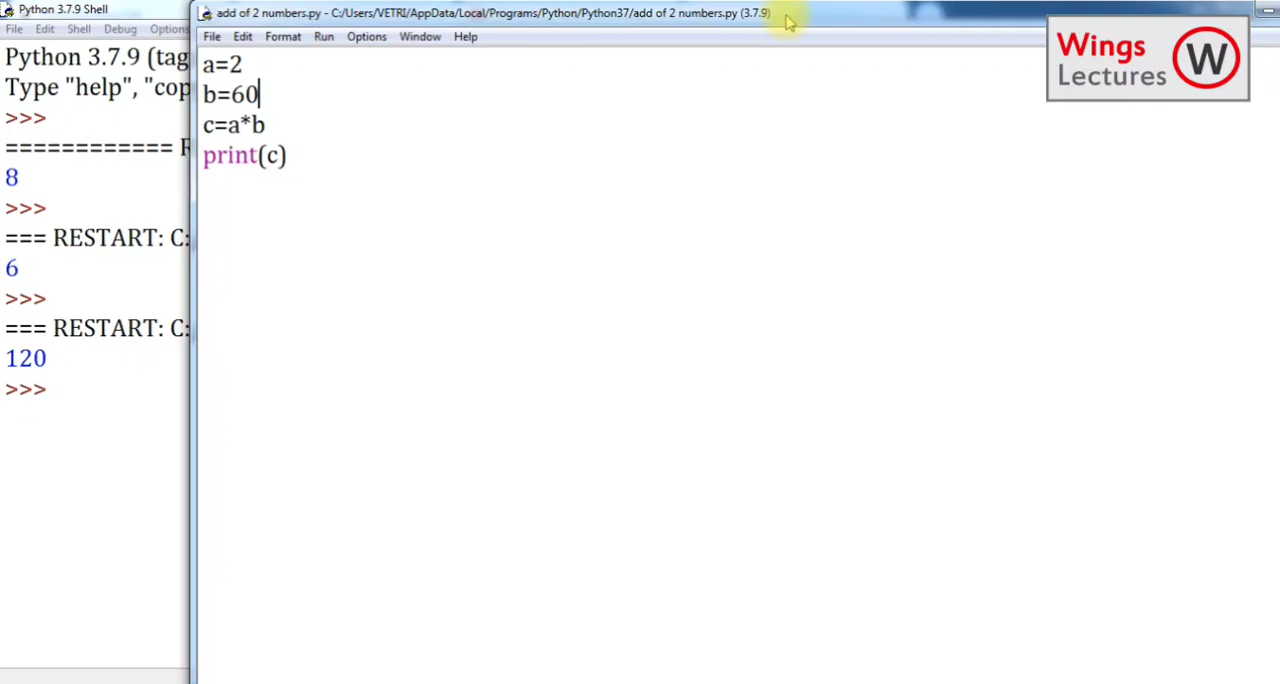 Python 3.7.9 Shell
File Edit Shell Debug Options
Python 3.7.9 (tag
Type "help", "cop
>>>
============ R
8
>>>
=== RESTART: C:
6
>>>
=== RESTART: C:
120
>>>
add of 2 numbers.py - C:/Users/VETRI/AppData/Local/Programs/Python/Python37/add of 2 numbers.py (3.7.9)
File Edit Format Run Options Window Help
a=2
b=60
c=a*b
print(c)
Wings
Lectures
W